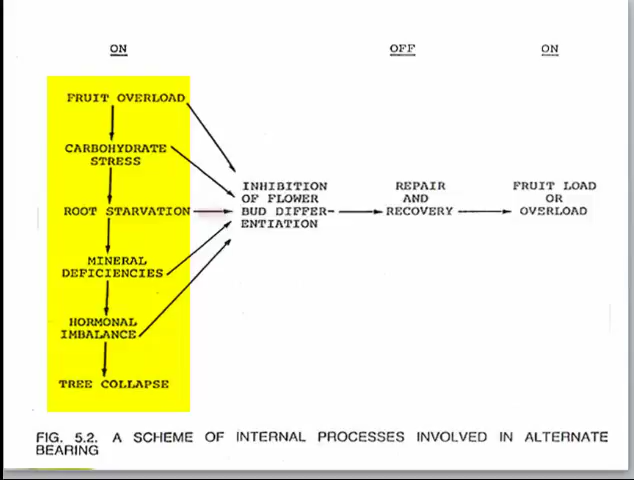 ON
OFF
ON
FRUIT OVERLOAD
CARBOHYDRATE
STRESS
ROOT STARVATION
MINERAL
DEFICIENCIES
HORMONAL
IMBALANCE
TREE COLLAPSE
INHIBITION
OF FLOWER
BUD DIFFER-
ENTIATION
REPAIR
AND
RECOVERY
FRUIT LOAD
OR
OVERLOAD
FIG. 5.2. A SCHEME OF INTERNAL PROCESSES INVOLVED IN ALTERNATE
BEARING